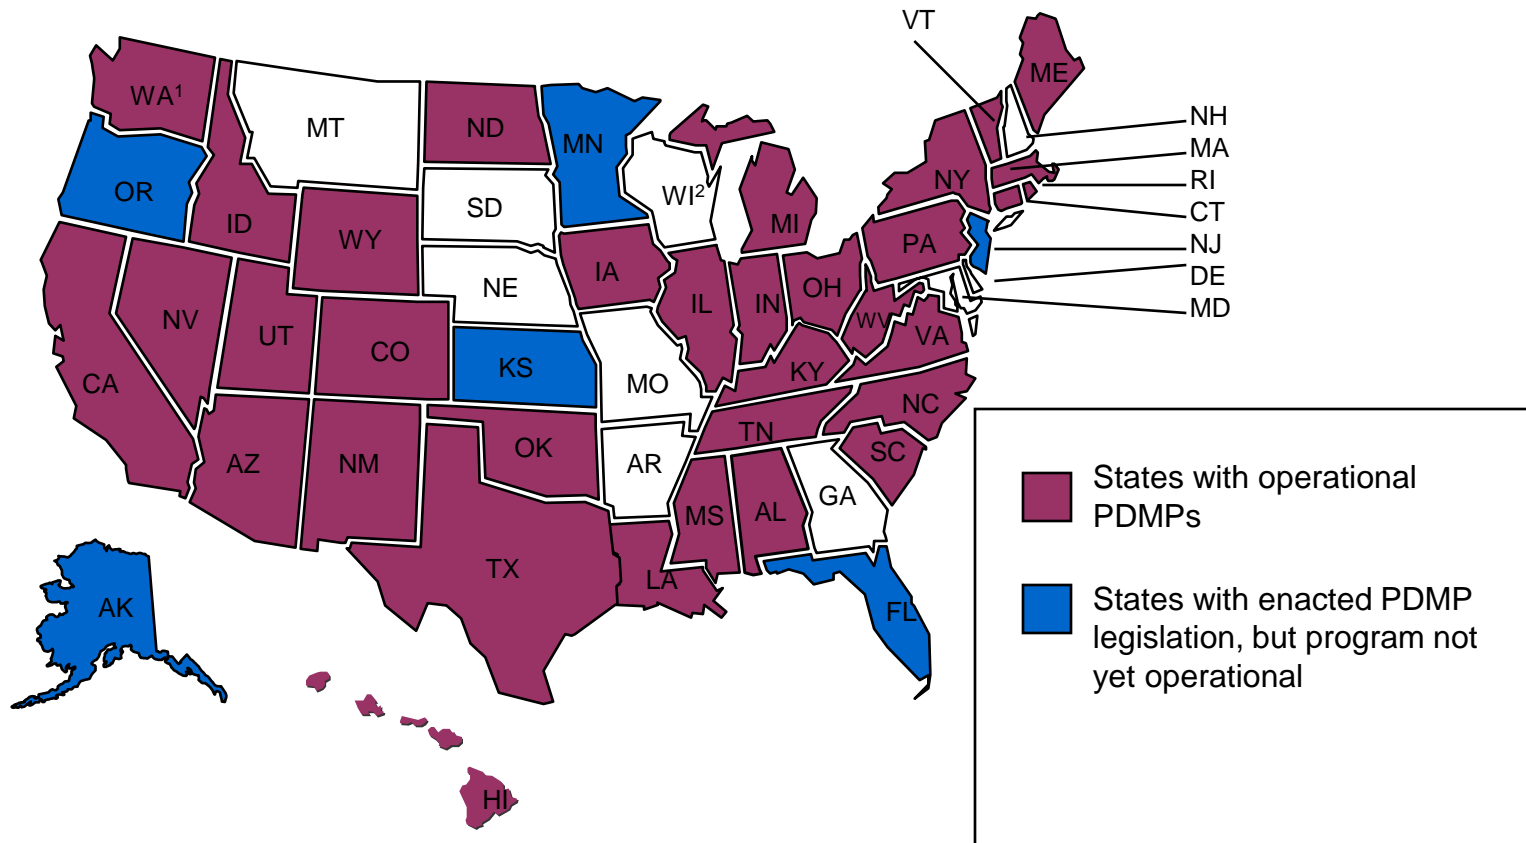 VT
ME
WA¹
MT
ND
MN
NH
MA
RI
CT
NJ
DE
MD
OR
ID
WY
SD
WI²
MI
NY
PA
IA
NE
NV
UT
CO
CA
KS
MO
IL
IN
OH
WV
VA
KY
NC
TN
SC
AZ
NM
OK
AR
MS
AL
GA
TX
LA
FL
AK
HI
States with operational
PDMPs
States with enacted PDMP
legislation, but program not
yet operational